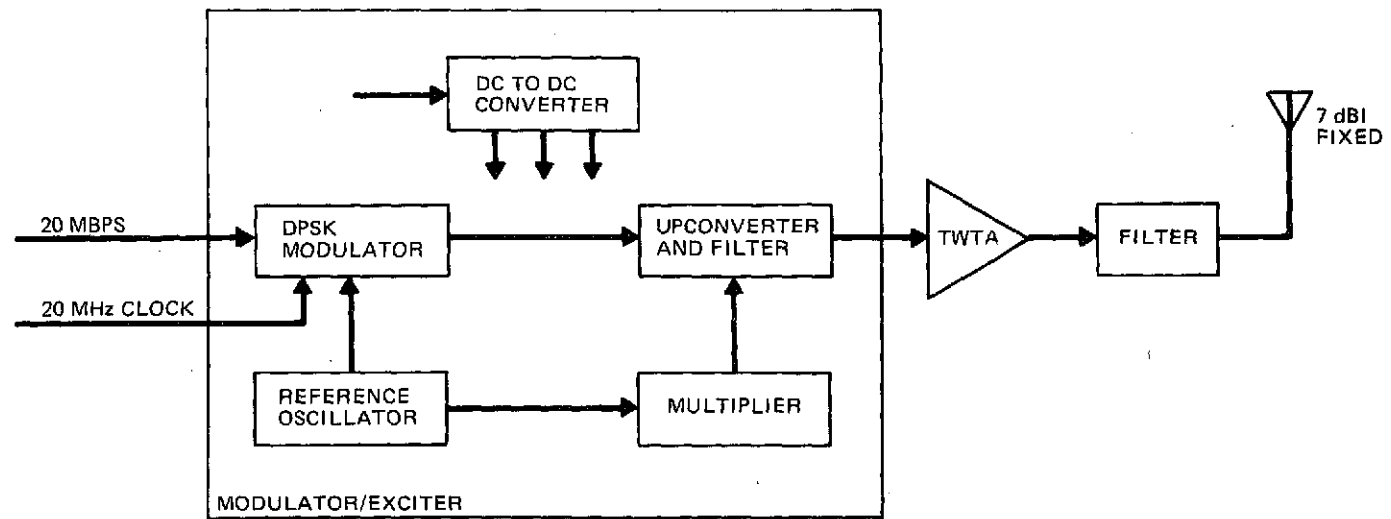 DC TO DC
CONVERTER
7 dBI
FIXED
20 MBPS
DPSK
MODULATOR
UPCONVERTER
AND FILTER
TWTA
FILTER
20 MHz CLOCK
REFERENCE
OSCILLATOR
MULTIPLIER
MODULATOR/EXCITER